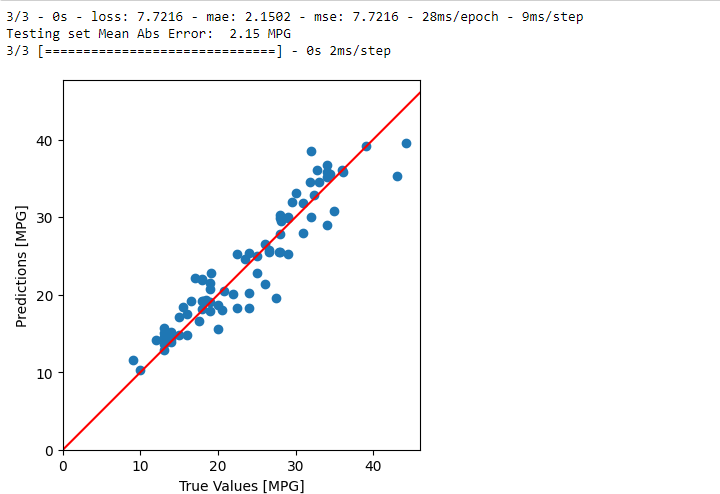 3/3 - 0s - loss: 7.7216 - mae: 2.1502 - mse: 7.7216 - 28ms/epoch - 9ms/step
Testing set Mean Abs Error:  2.15 MPG
3/3 [==============================] - 0s 2ms/step
40
30
20
10
0
Predictions [MPG]
0 10 20 30 40
True Values [MPG]